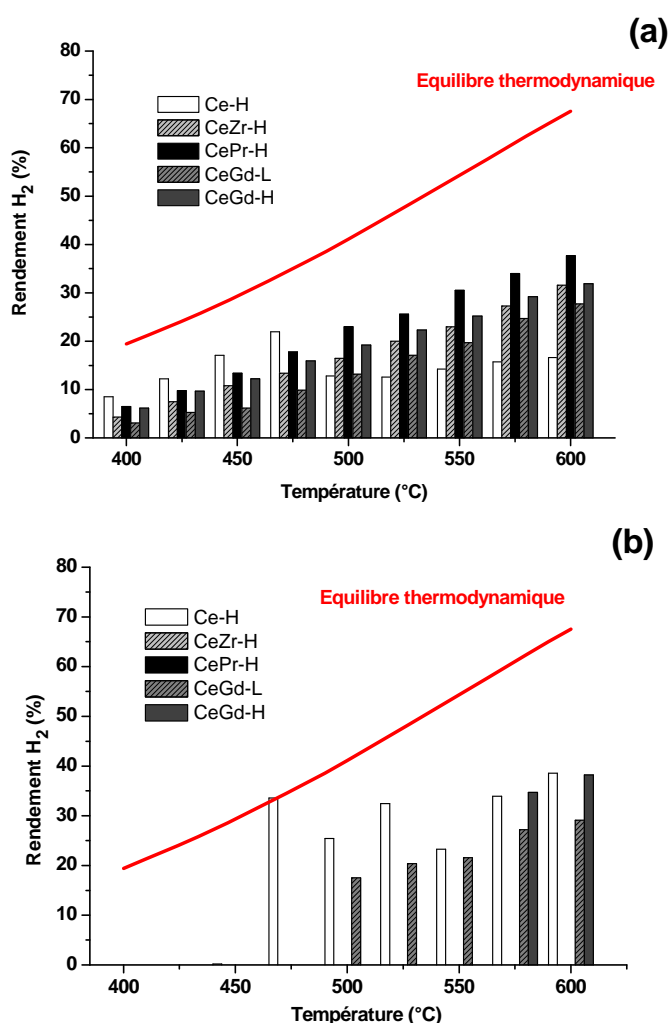 (a)
Equilibre thermodynamique
Ce-H
CeZr-H
CePr-H
CeGd-L
CeGd-H
Rendement H2 (%)
80
70
60
50
40
30
20
10
0
400 450 500 550 600
Température (°C)
(b)
Equilibre thermodynamique
Ce-H
CeZr-H
CePr-H
CeGd-L
CeGd-H
Rendement H2 (%)
80
70
60
50
40
30
20
10
0
400 450 500 550 600
Température (°C)